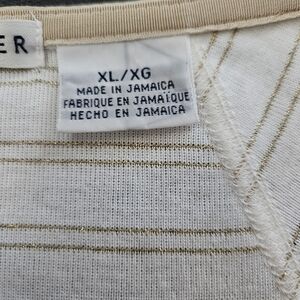 ER
XL/XG
MADE IN JAMAICA
FABRIQUE EN JAMAÏQUE
HECHO EN JAMAICA